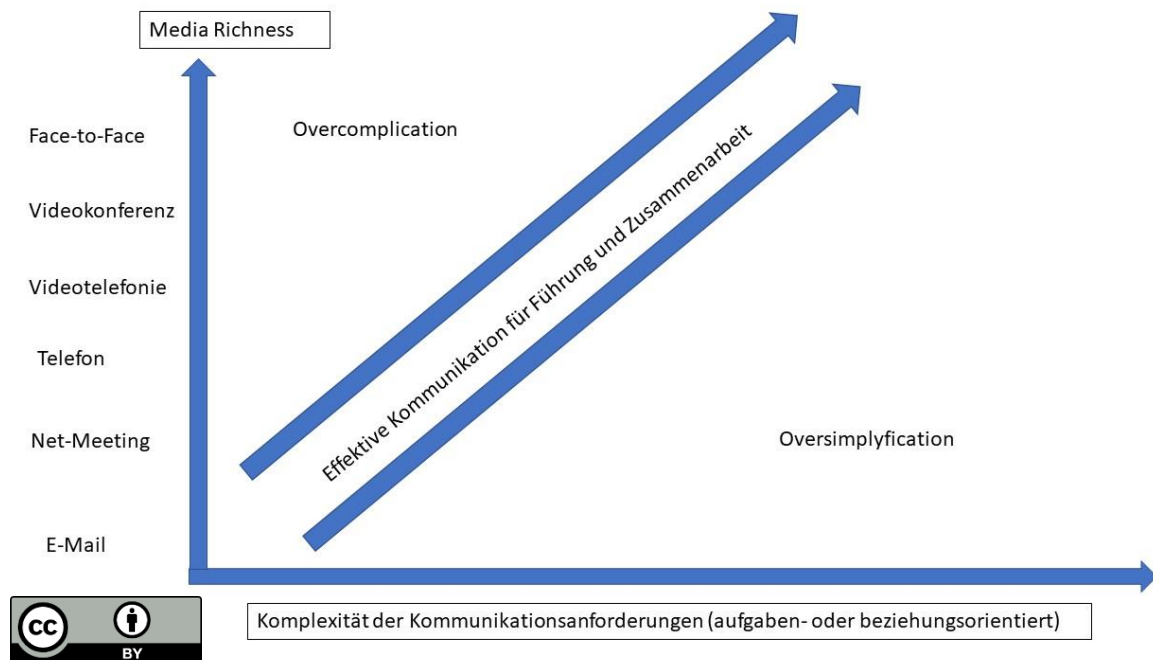 Media Richness
Face-to-Face
Overcomplication
Videokonferenz
Videotelefonie
Telefon
Net-Meeting
E-Mail
Effektive Kommunikation für Führung und Zusammenarbeit
Oversimplyfication
Komplexität der Kommunikationsanforderungen (aufgaben- oder beziehungsorientiert)
cc
BY